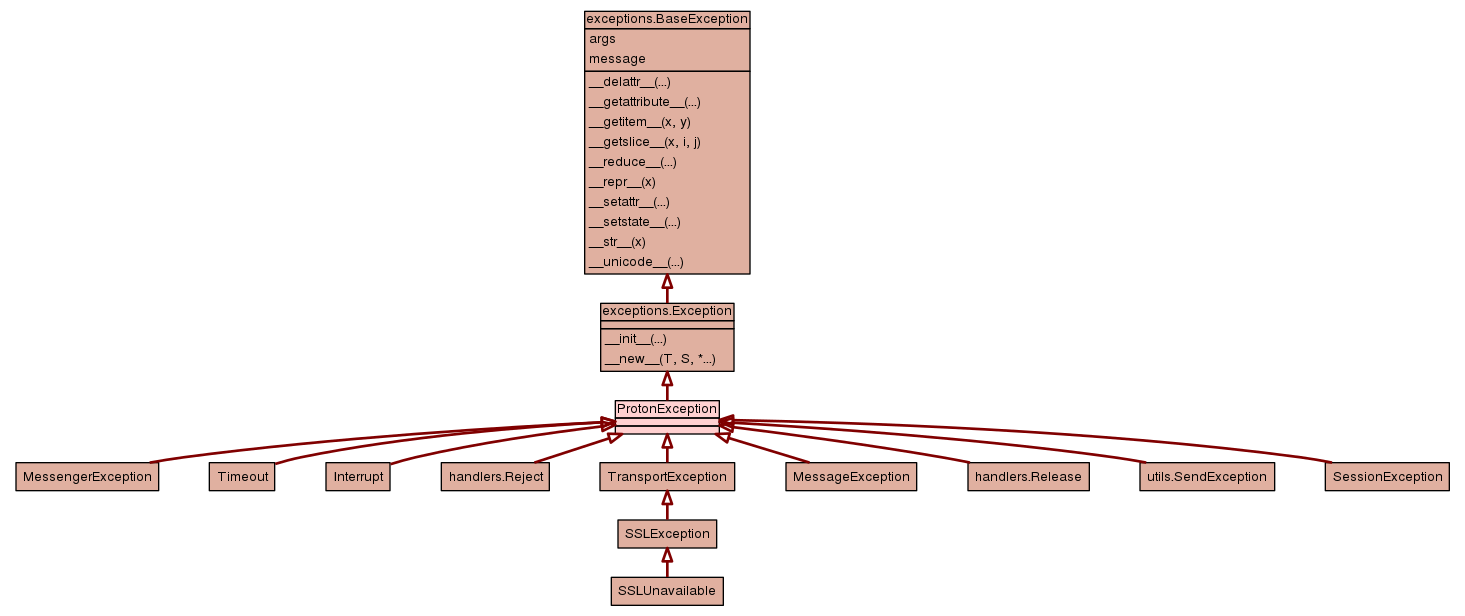 exceptions.BaseException
args
message
__delattr__(...)
__getattribute__(...)
__getitem__(x, y)
__getslice__(x, i, j)
__reduce__(...)
__repr__(x)
__setattr__(...)
__setstate__(...)
__str__(x)
__unicode__(...)
exceptions.Exception
__init__(...)
__new__(T, S, *...)
ProtonException
MessengerException
Timeout
Interrupt
handlers.Reject
TransportException
MessageException
handlers.Release
utils.SendException
SessionException
SSLException
SSLUnavailable